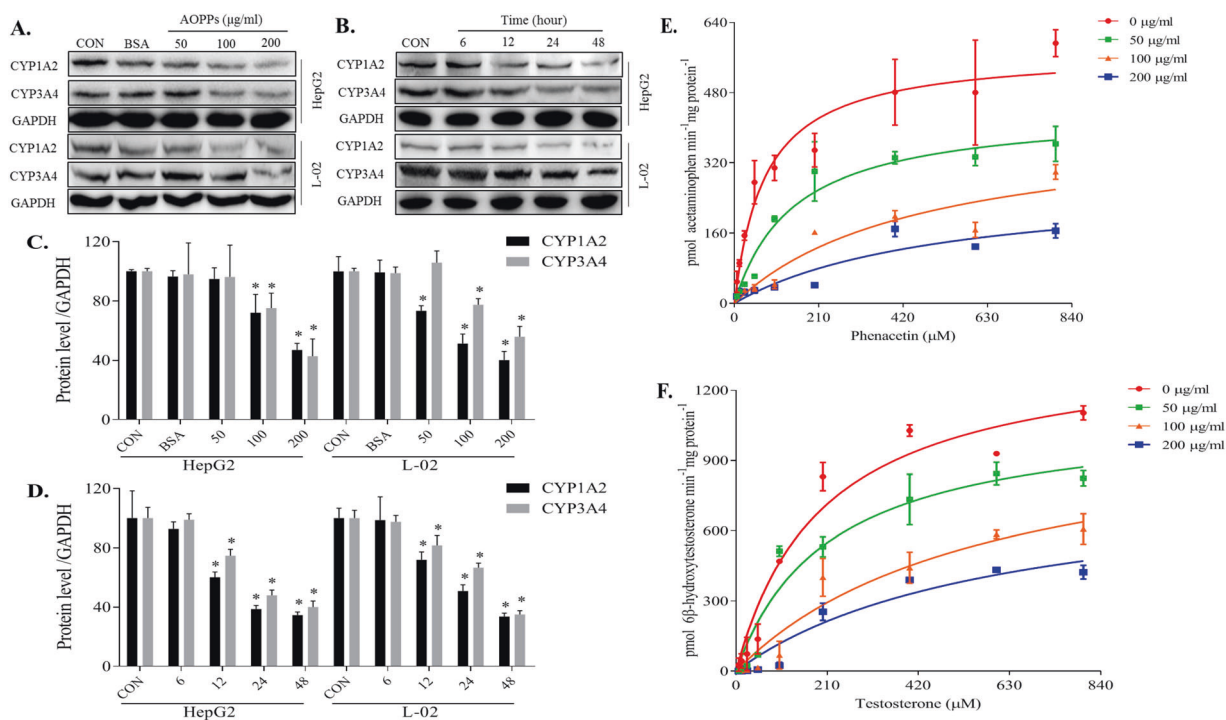 A.
AOPPs (µg/ml)
CON BSA 50 100 200
CYP1A2
CYP3A4
GAPDH
HepG2
CYP1A2
CYP3A4
GAPDH
L-02
B.
Time (hour)
CON 6 12 24 48
CYP1A2
CYP3A4
GAPDH
HepG2
CYP1A2
CYP3A4
GAPDH
L-02
C.
Protein level /GAPDH
120
80
40
0
CYP1A2
CYP3A4
* * * * * * * * *
CON BSA 50 100 200 CON BSA 50 100 200
HepG2 L-02
D.
Protein level /GAPDH
120
80
40
0
CYP1A2
CYP3A4
* * * * * * * * * * * *
CON 6 12 24 48 CON 6 12 24 48
HepG2 L-02
E.
pmol acetaminophen min⁻¹mg protein⁻¹
640
480
320
160
0
0 µg/ml
50 µg/ml
100 µg/ml
200 µg/ml
0 210 420 630 840
Phenacetin (µM)
F.
pmol 6β-hydroxytestosterone min⁻¹mg protein⁻¹
1200
900
600
300
0
0 µg/ml
50 µg/ml
100 µg/ml
200 µg/ml
0 210 420 630 840
Testosterone (µM)